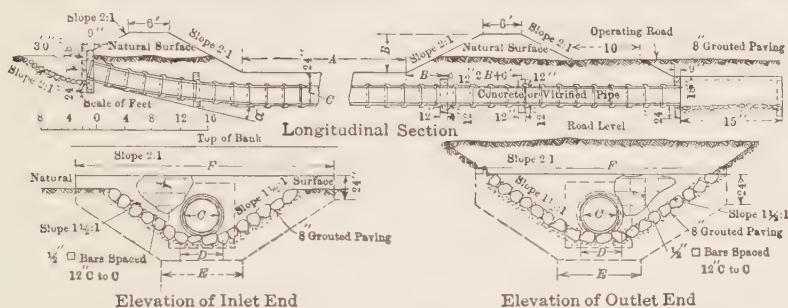 Slope 2:1
6'
9"
Natural Surface
Slope 2:1
30"
Slope 2:1
24"
Scale of Feet
8 4 0 4 8 12 16
A
24"
C
B
Slope 2:1
6'
Natural Surface
Slope 2:1
Operating Road
10
8" Grouted Paving
B
12" 2B+6' 12"
Concrete or Vitrified Pipe
12" 12" 12"
24"
9"
18"
15"
Longitudinal Section
Top of Bank
Slope 2:1
F
Natural
Surface
Slope 1½:1
24"
Slope 1½:1
C
8" Grouted Paving
½" □ Bars Spaced
12" C to C
D
E
Elevation of Inlet End
Road Level
Slope 2:1
F
Slope 1½:1
24"
C
Slope 1½:1
8" Grouted Paving
½" □ Bars Spaced
12" C to C
D
E
Elevation of Outlet End